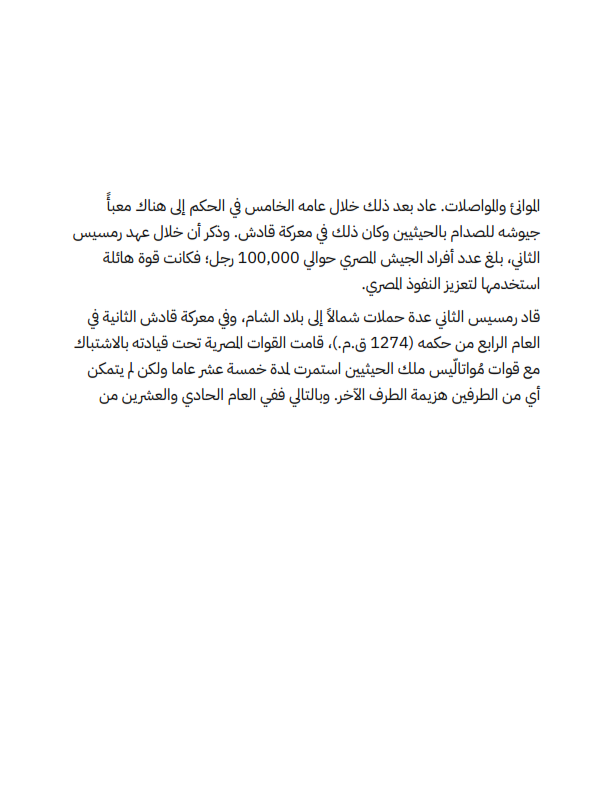 الموانئ والمواصلات. عاد بعد ذلك خلال عامه الخامس في الحكم إلى هناك معبأً
جيوشه للصدام بالحيثيين وكان ذلك في معركة قادش. وذكر أن خلال عهد رمسيس
الثاني، بلغ عدد أفراد الجيش المصري حوالي 100,000 رجل؛ فكانت قوة هائلة
استخدمها لتعزيز النفوذ المصري.
قاد رمسيس الثاني عدة حملات شمالاً إلى بلاد الشام، وفي معركة قادش الثانية في
العام الرابع من حكمه (1274 ق.م.)، قامت القوات المصرية تحت قيادته بالاشتباك
مع قوات مُواتالّيس ملك الحيثيين استمرت لمدة خمسة عشر عاما ولكن لم يتمكن
أي من الطرفين هزيمة الطرف الآخر. وبالتالي ففي العام الحادي والعشرين من